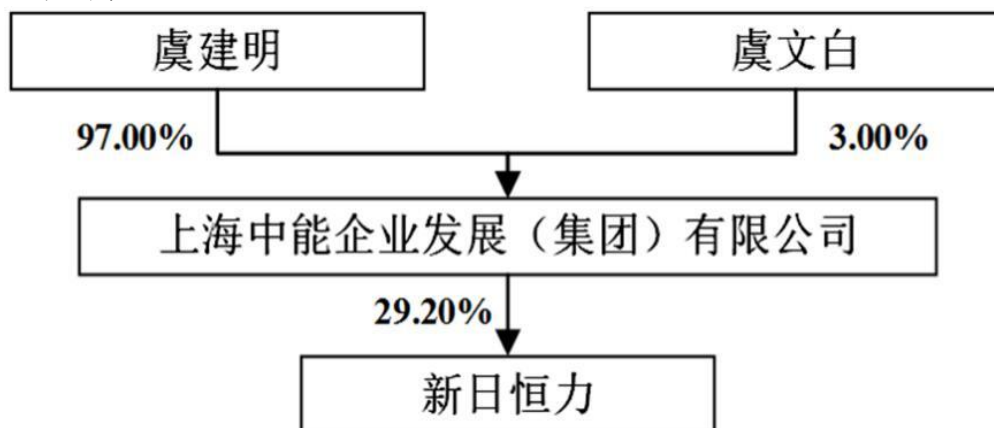 虞建明
虞文白
97.00%
3.00%
上海中能企业发展（集团）有限公司
29.20%
新日恒力